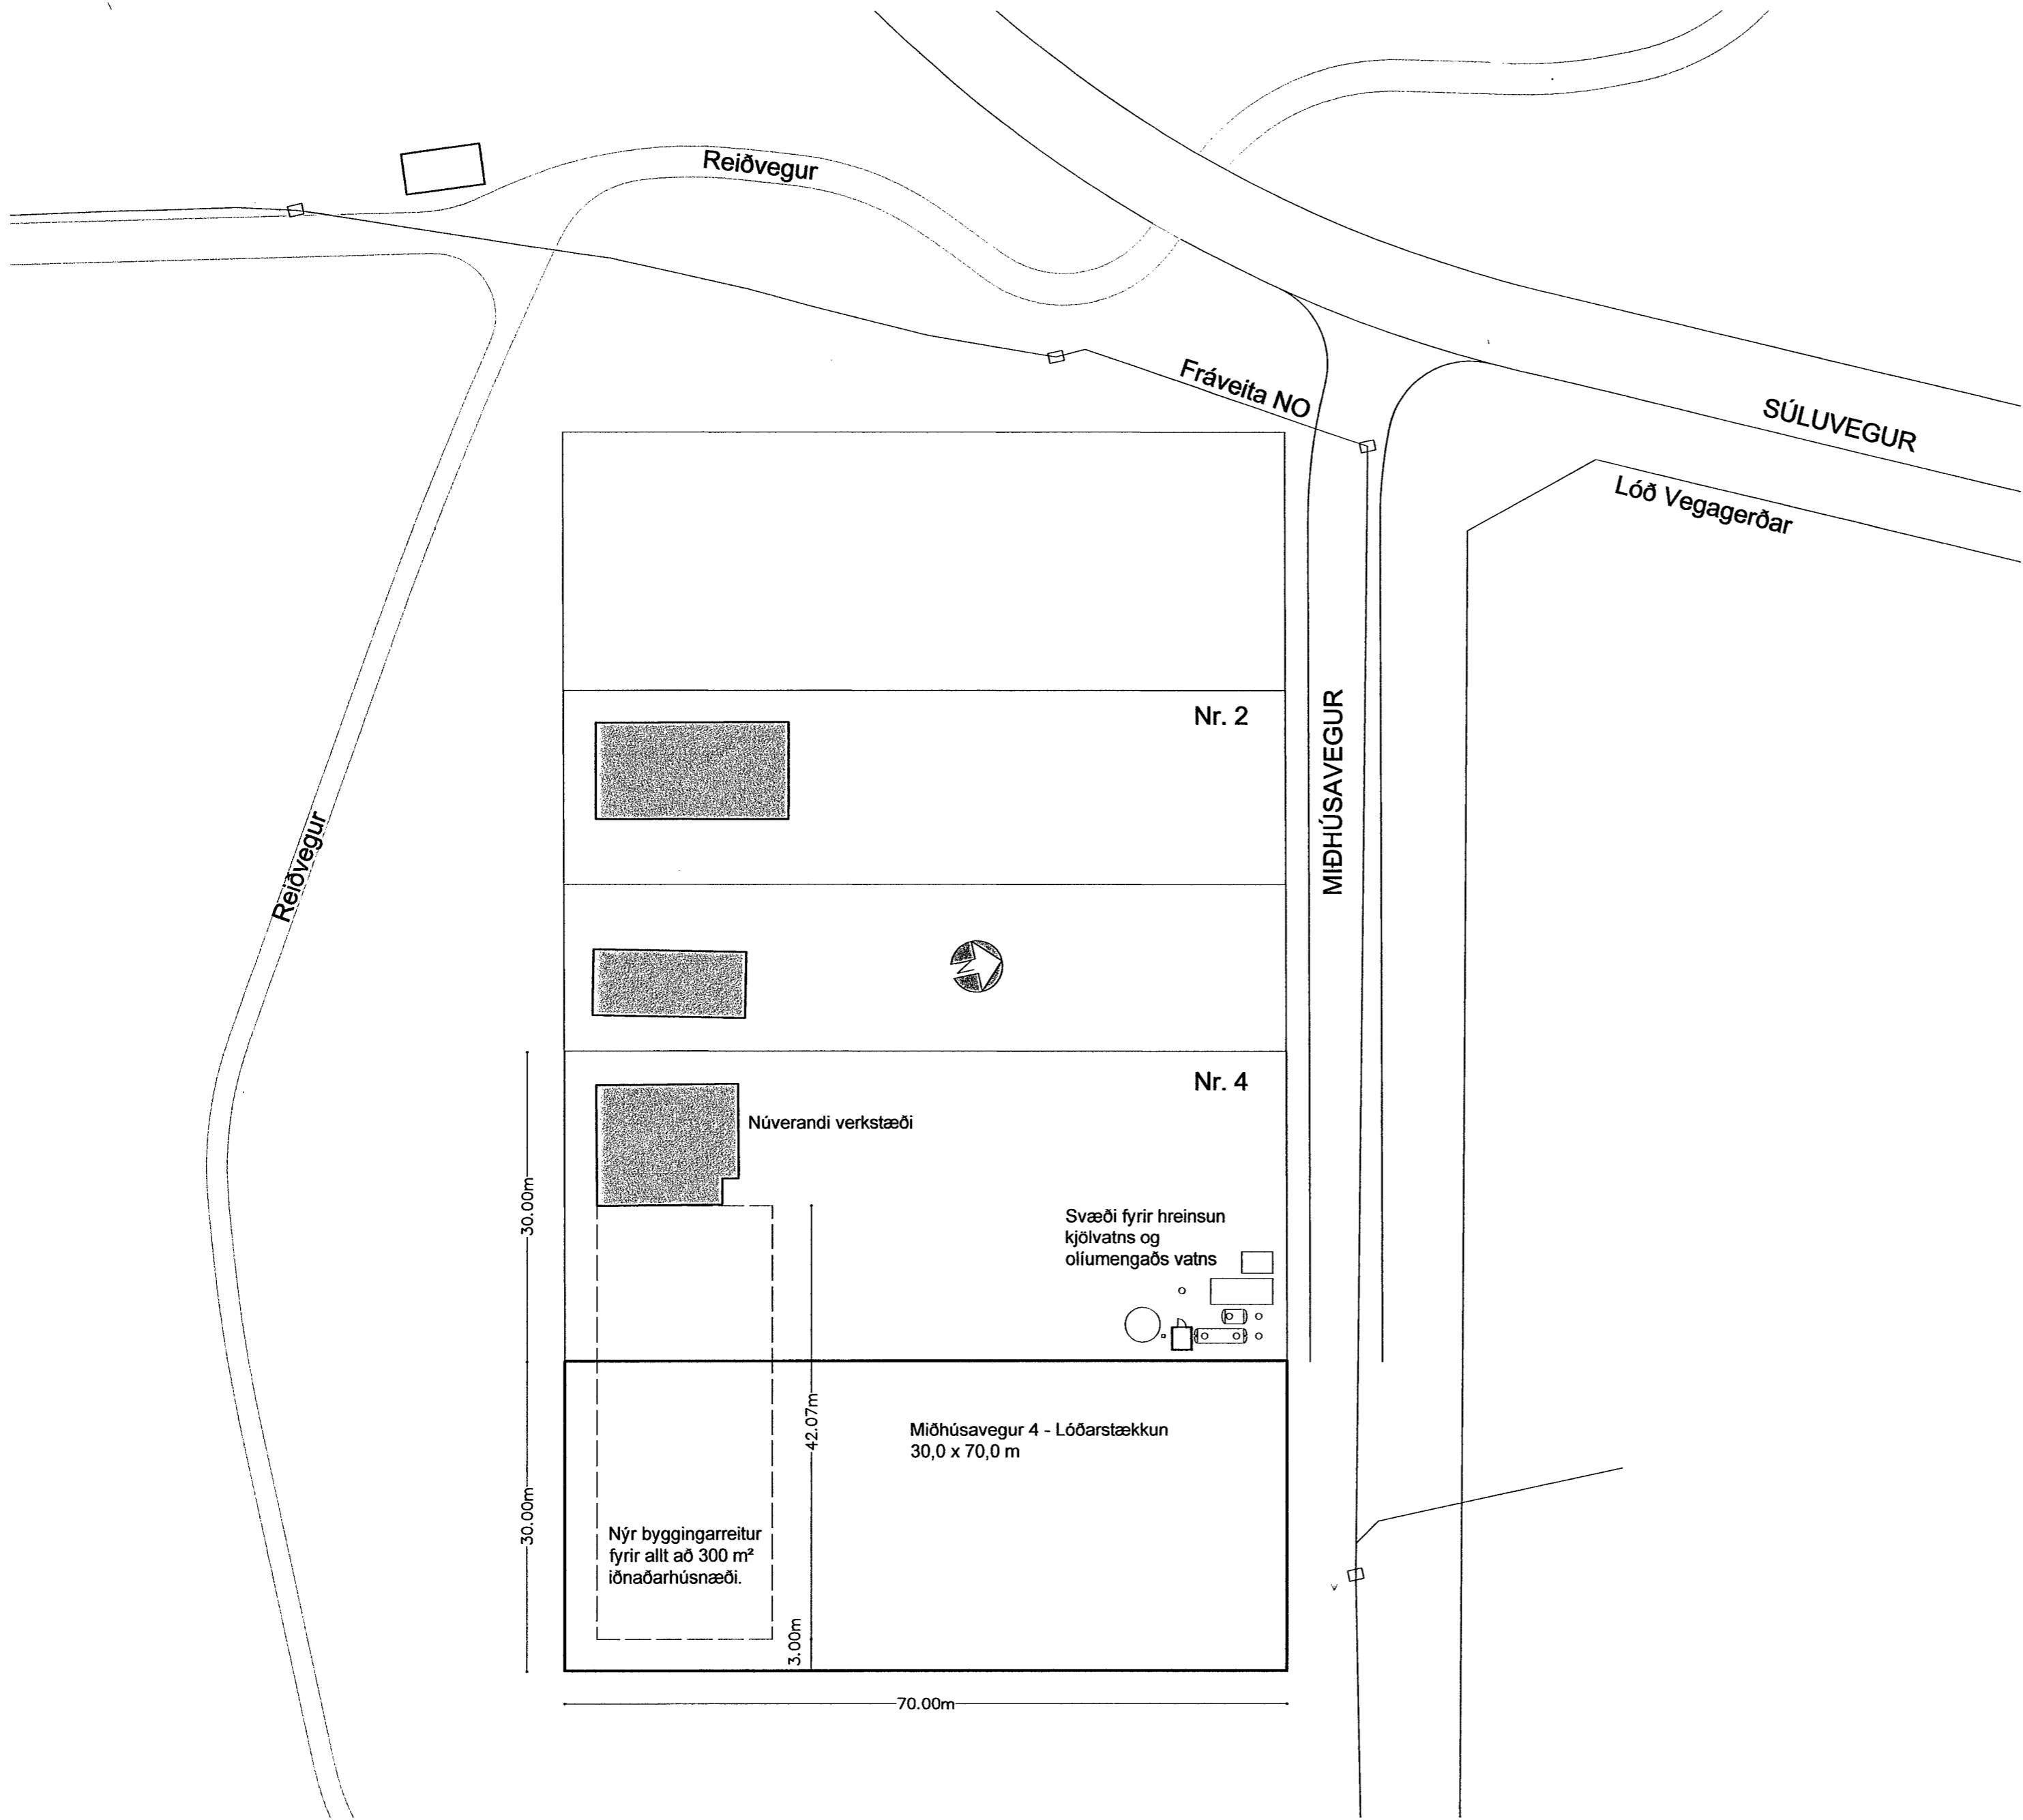 Reiðvegur
Fráveita NO
SÚLUVEGUR
Lóð Vegagerðar
Nr. 2
MIÐHÚSAVEGUR
Reiðvegur
N
Nr. 4
Núverandi verkstæði
30.00m
Svæði fyrir hreinsun
kjölvatns og
olíumengaðs vatns
42.07m
Miðhúsavegur 4 - Lóðarstækkun
30,0 x 70,0 m
30.00m
Nýr byggingarreitur
fyrir allt að 300 m²
iðnaðarhúsnæði.
3.00m
70.00m